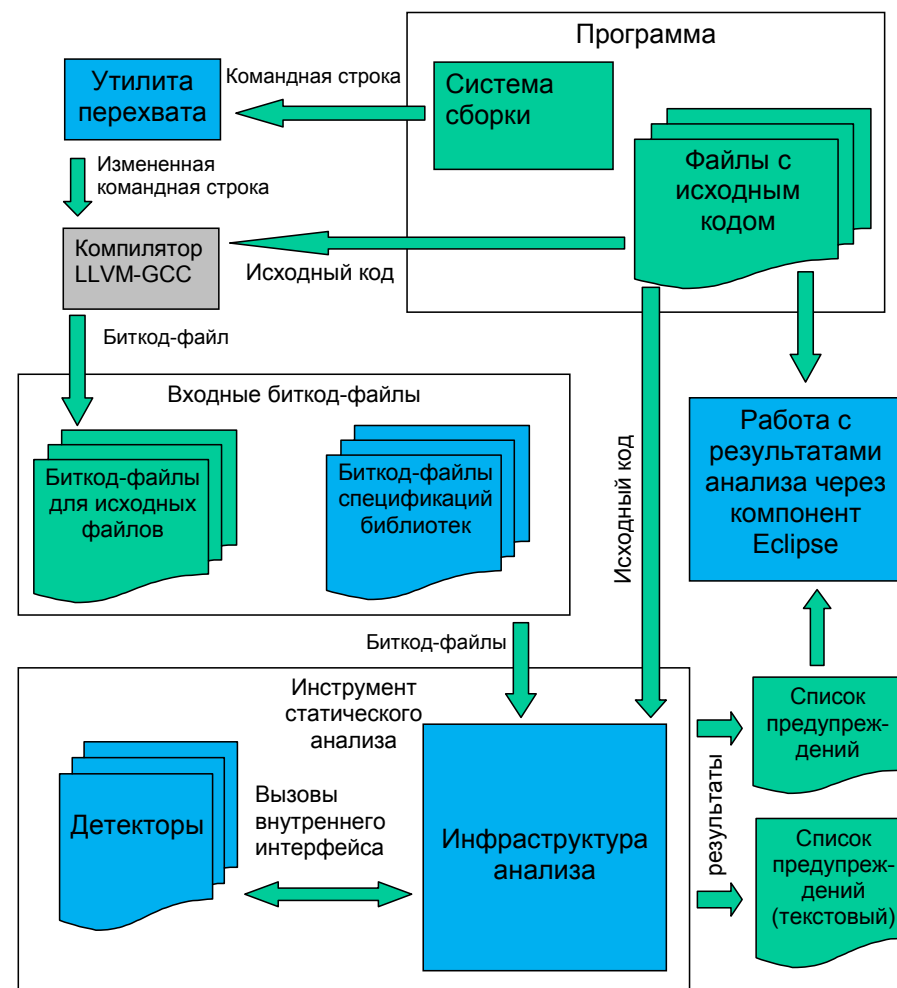 Программа
Утилита
перехвата
Командная строка
Система
сборки
Файлы с
исходным
кодом
Измененная
командная строка
Компилятор
LLVM-GCC
Исходный код
Биткод-файл
Входные биткод-файлы
Биткод-файлы
для исходных
файлов
Биткод-файлы
спецификаций
библиотек
Исходный код
Работа с
результатами
анализа через
компонент
Eclipse
Биткод-файлы
Инструмент
статического
анализа
Детекторы
Вызовы
внутреннего
интерфейса
Инфраструктура
анализа
результаты
Список
предупреж-
дений
Список
предупреж-
дений
(текстовый)